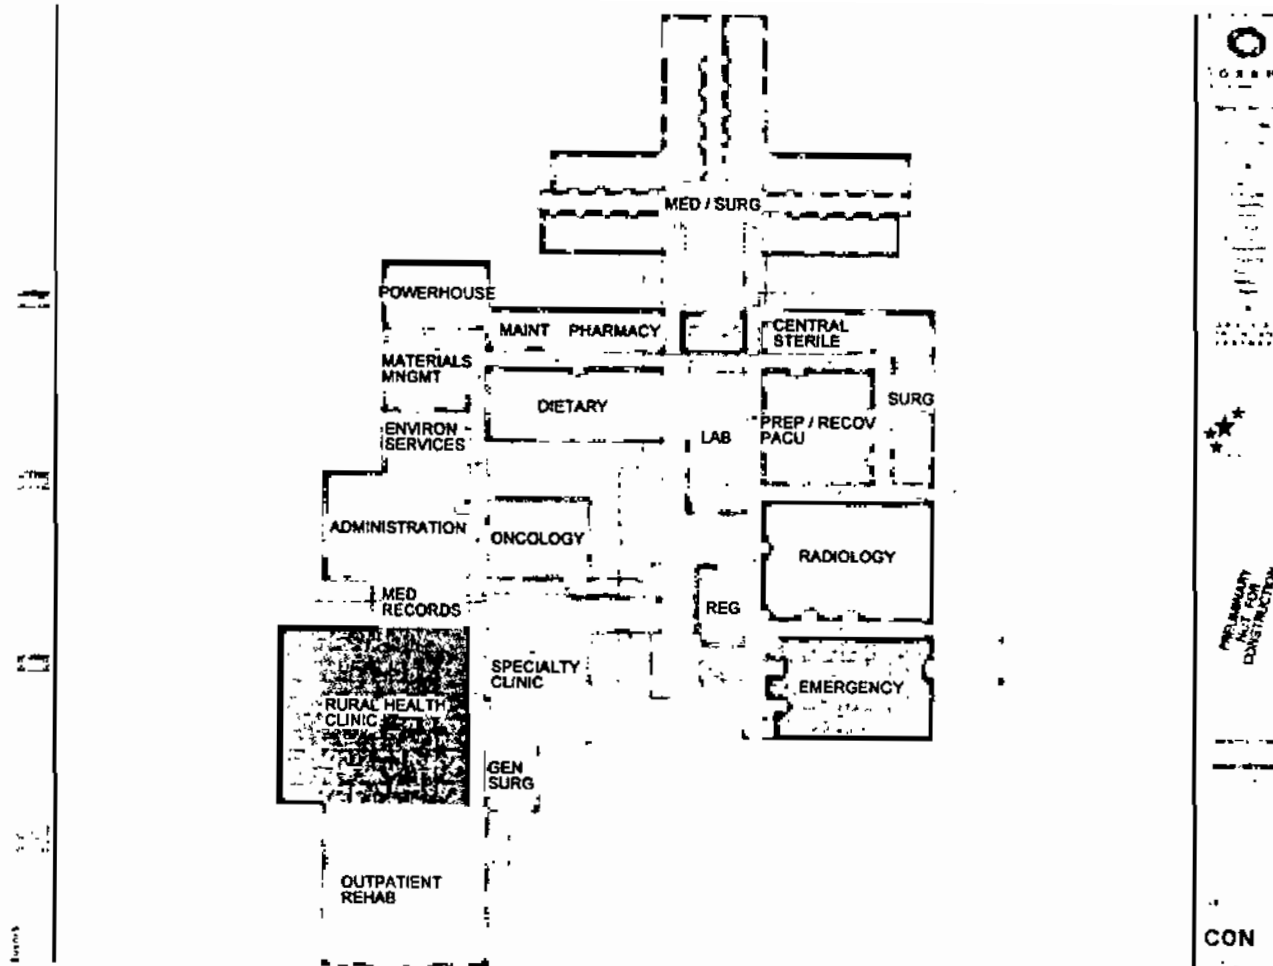 MED / SURG
POWERHOUSE
MAINT PHARMACY
CENTRAL
STERILE
MATERIALS
MNGMT
DIETARY
SURG
ENVIRON
SERVICES
LAB
PREP / RECOV
PACU
ADMINISTRATION
ONCOLOGY
RADIOLOGY
MED
RECORDS
REG
SPECIALTY
CLINIC
EMERGENCY
RURAL HEALTH
CLINIC
GEN
SURG
OUTPATIENT
REHAB
PRELIMINARY
NOT FOR
CONSTRUCTION
CON